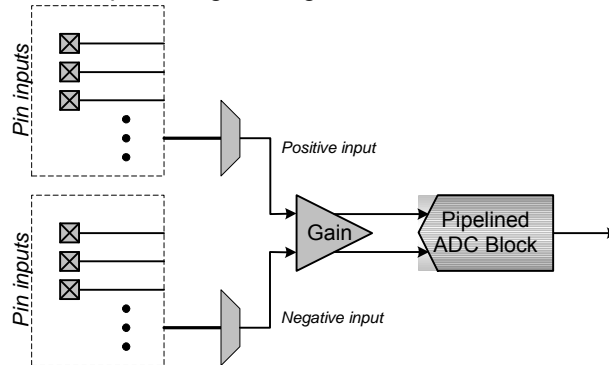 Pin inputs
Positive input
Gain
Pipelined
ADC Block
Pin inputs
Negative input